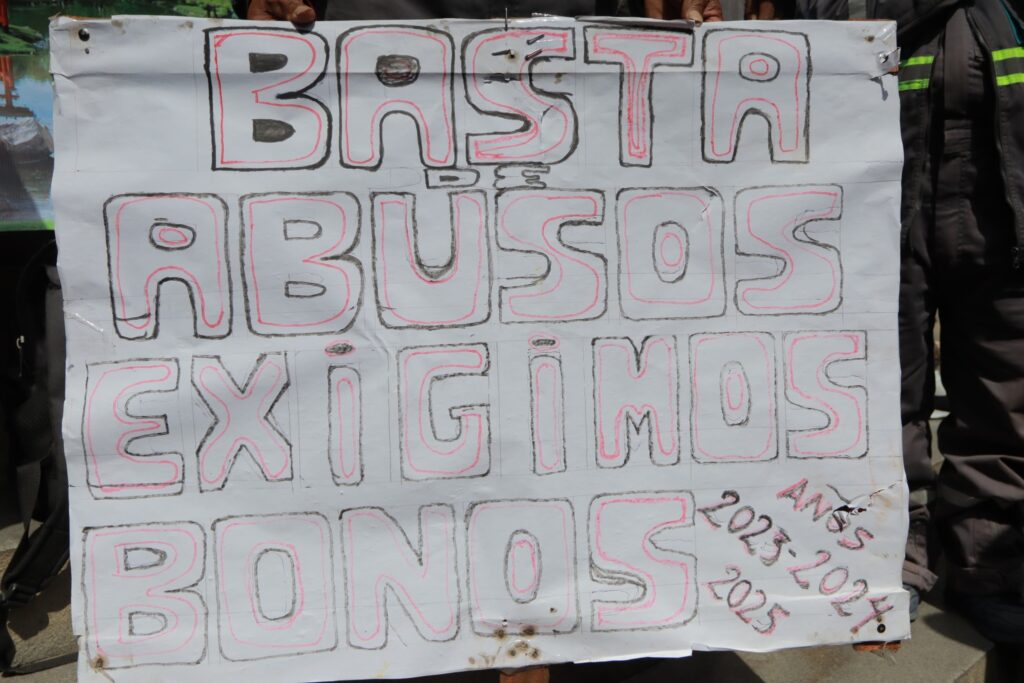 BASTA
DE
ABUSOS
EXiGiMOS
BONOS
AÑOS
2023-2024
2025